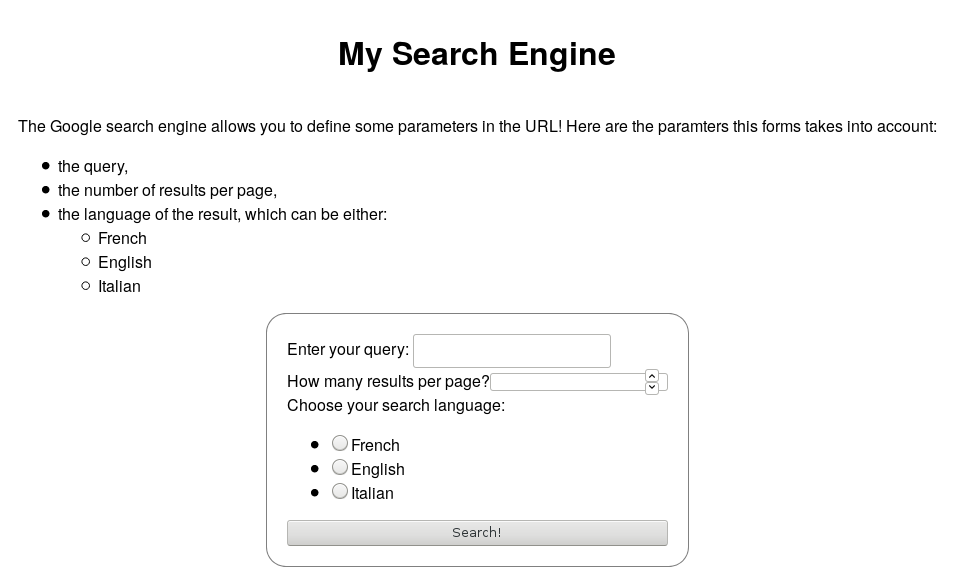 My Search Engine
The Google search engine allows you to define some parameters in the URL! Here are the paramters this forms takes into account:
the query,
the number of results per page,
the language of the result, which can be either:
French
English
Italian
Enter your query:
How many results per page?
Choose your search language:
French
English
Italian
Search!